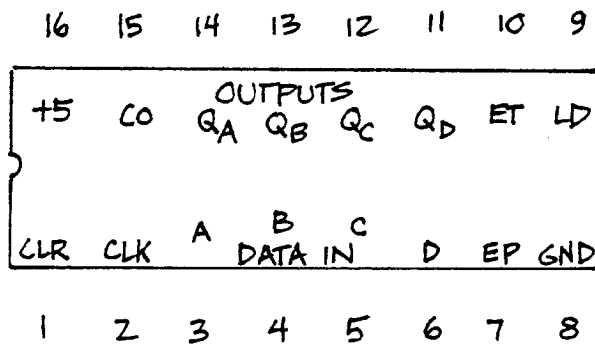 16 15 14 13 12 11 10 9
OUTPUTS
+5 CO QA QB QC QD ET LD
CLR CLK A B C D EP GND
DATA IN
1 2 3 4 5 6 7 8